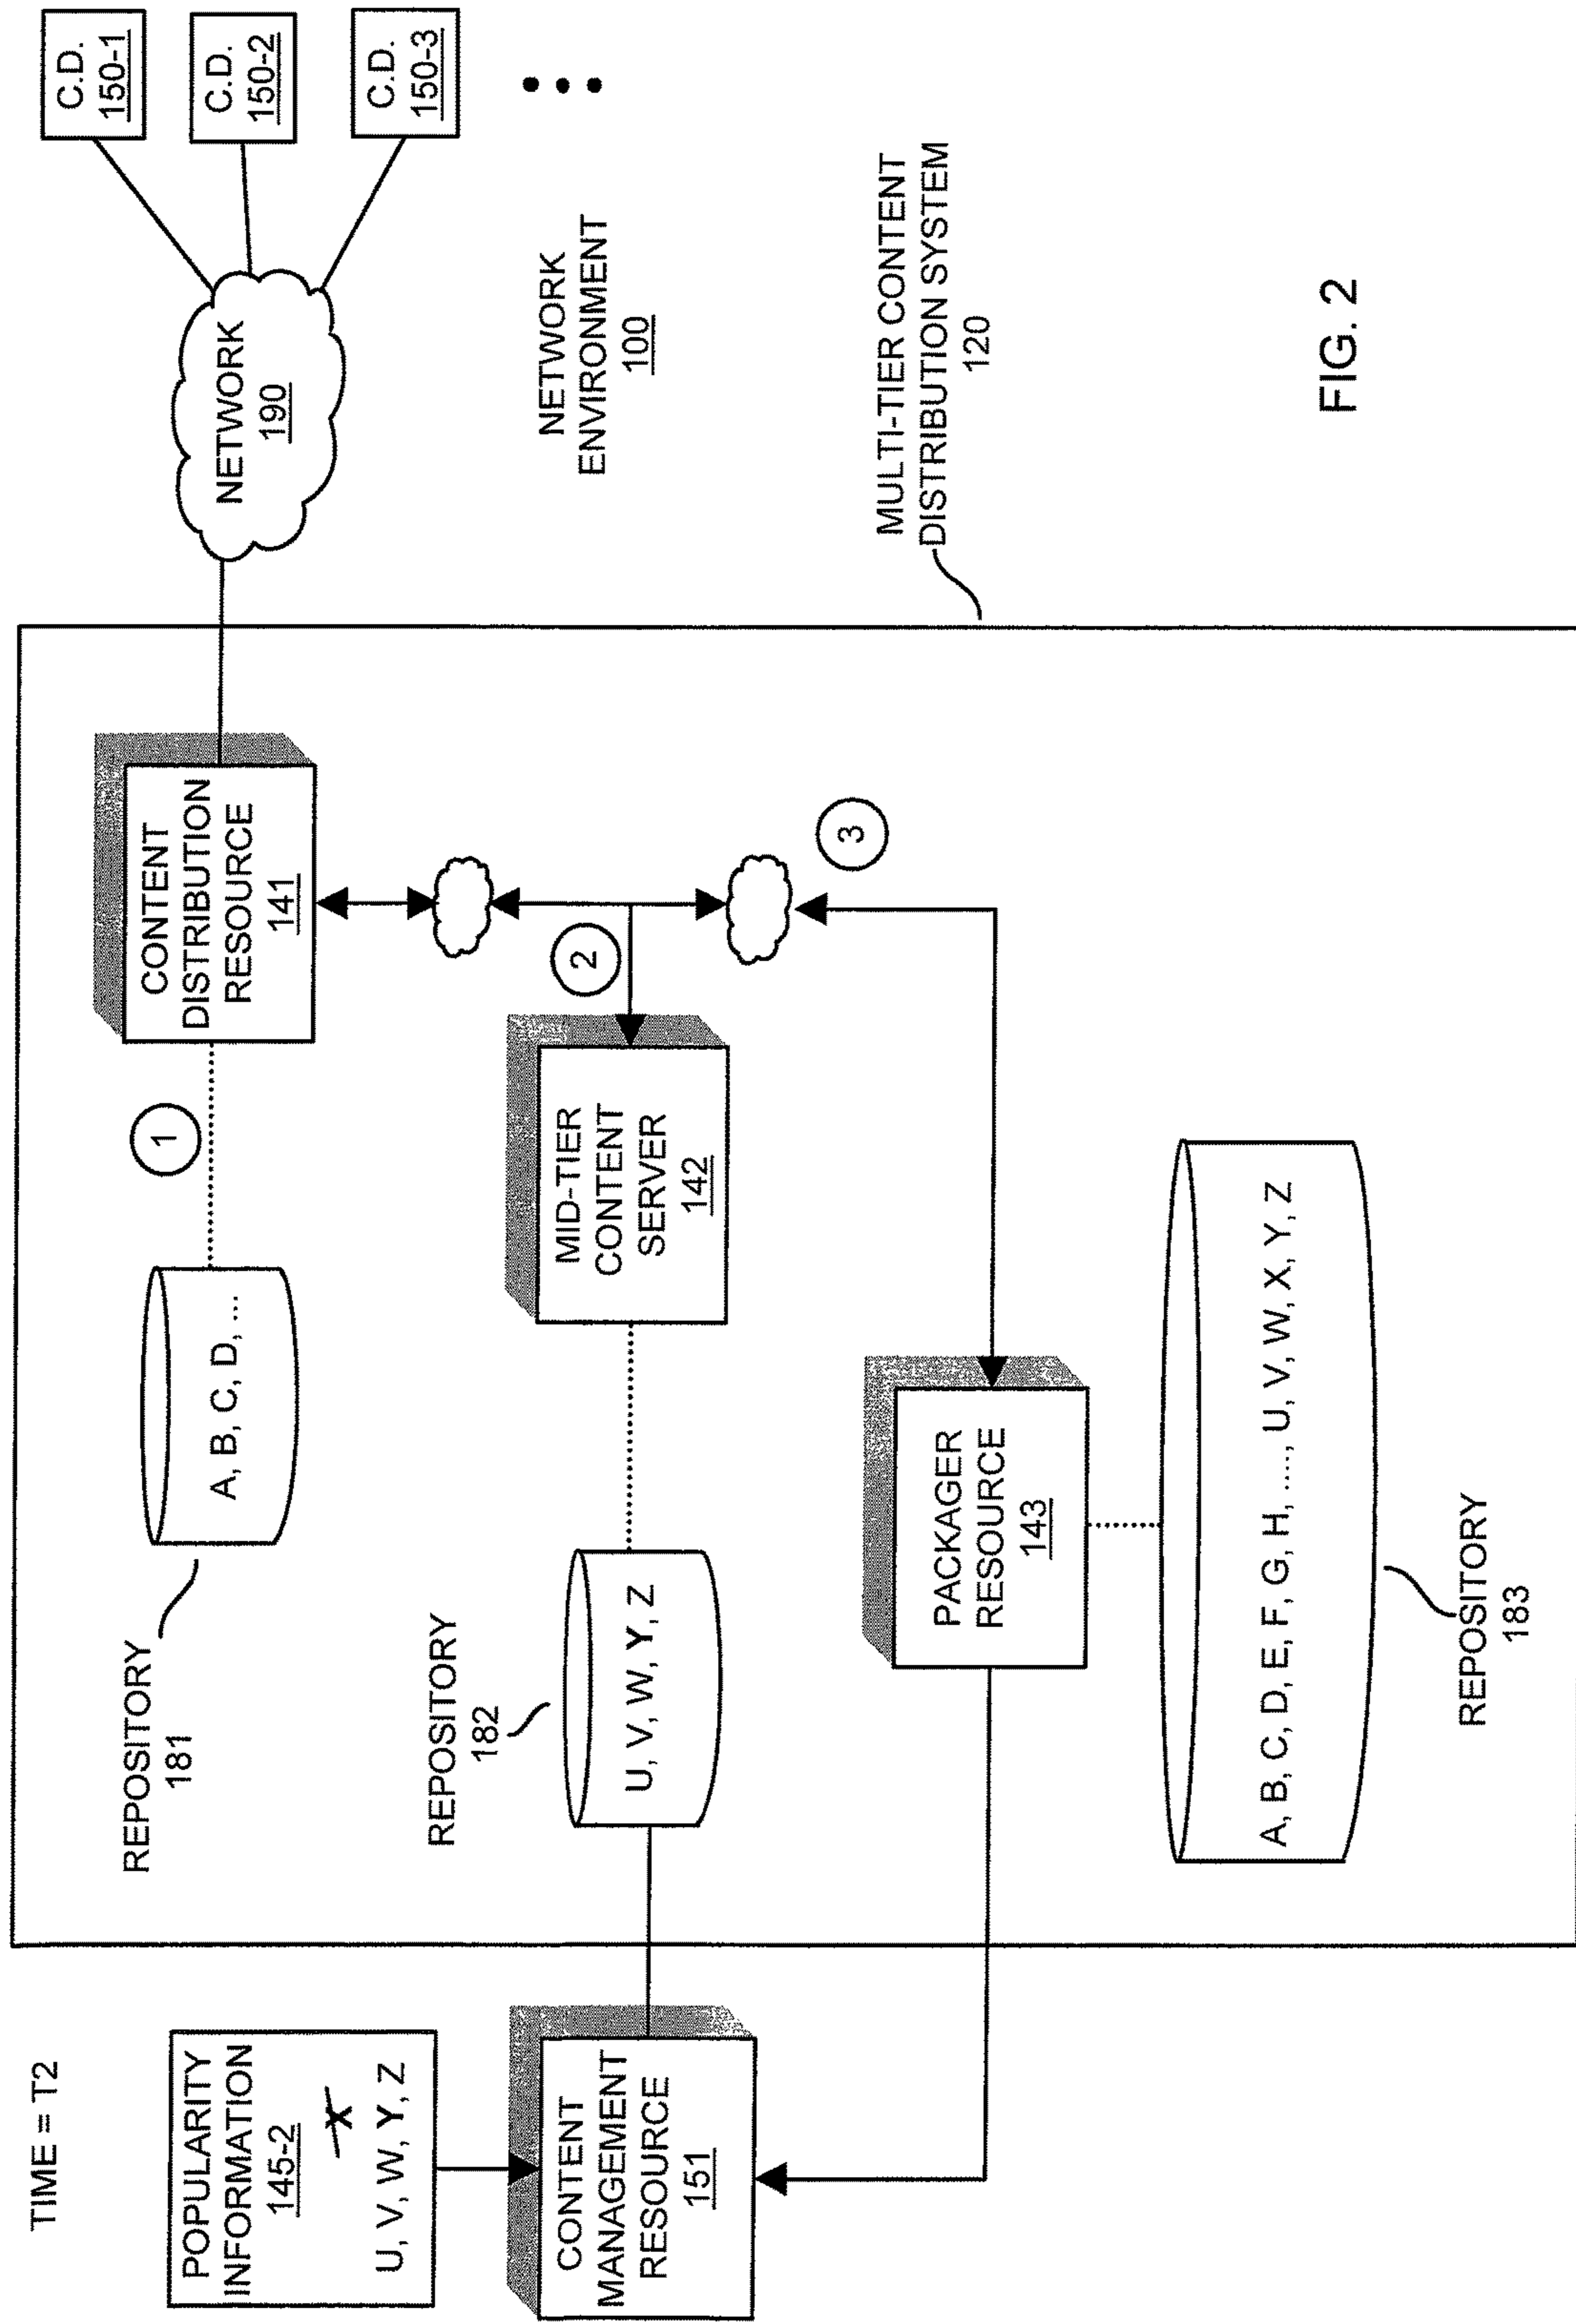 TIME = T2
POPULARITY
INFORMATION
145-2
X
U, V, W, Y, Z
CONTENT
MANAGEMENT
RESOURCE
151
REPOSITORY
181
A, B, C, D, ...
1
CONTENT
DISTRIBUTION
RESOURCE
141
REPOSITORY
182
U, V, W, Y, Z
MID-TIER
CONTENT
SERVER
142
2
PACKAGER
RESOURCE
143
3
A, B, C, D, E, F, G, H, ...., U, V, W, X, Y, Z
REPOSITORY
183
NETWORK
190
C.D.
150-1
C.D.
150-2
C.D.
150-3
NETWORK
ENVIRONMENT
100
MULTI-TIER CONTENT
DISTRIBUTION SYSTEM
120
FIG. 2